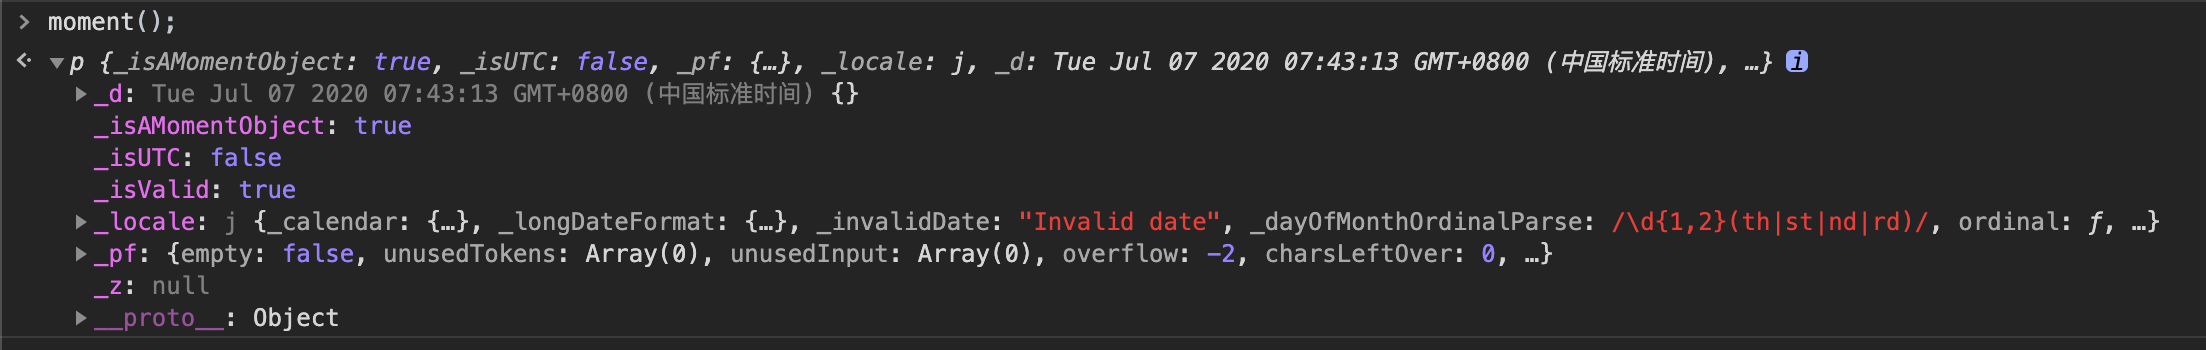 > moment();
p {_isAMomentObject: true, _isUTC: false, _pf: {…}, _locale: j, _d: Tue Jul 07 2020 07:43:13 GMT+0800 (中国标准时间), …} i
_d: Tue Jul 07 2020 07:43:13 GMT+0800 (中国标准时间) {}
_isAMomentObject: true
_isUTC: false
_isValid: true
_locale: j {_calendar: {…}, _longDateFormat: {…}, _invalidDate: "Invalid date", _dayOfMonthOrdinalParse: /\d{1,2}(th|st|nd|rd)/, ordinal: ƒ, …}
_pf: {empty: false, unusedTokens: Array(0), unusedInput: Array(0), overflow: -2, charsLeftOver: 0, …}
_z: null
__proto__: Object